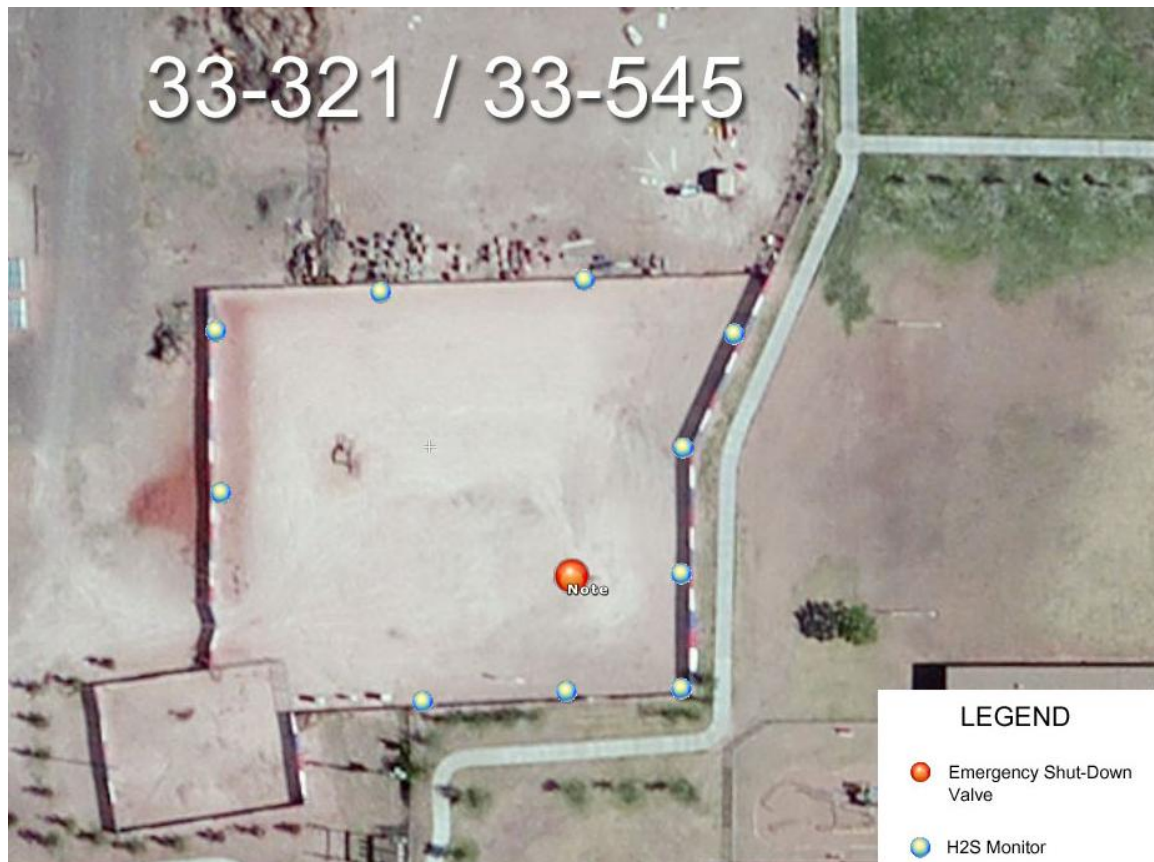 33-321 / 33-545
Note
LEGEND
Emergency Shut-Down
Valve
H2S Monitor